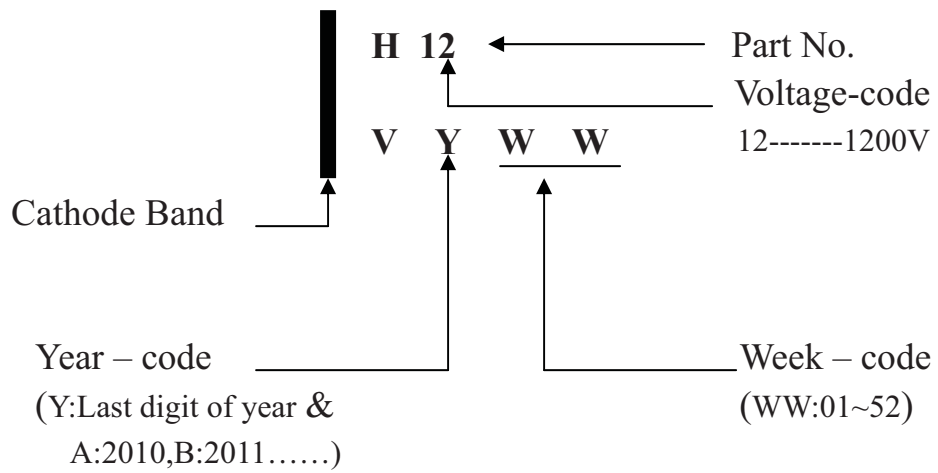 H 12
Part No.
Voltage-code
12-------1200V
V Y W W
Cathode Band
Year – code
(Y:Last digit of year &
A:2010,B:2011……)
Week – code
(WW:01~52)